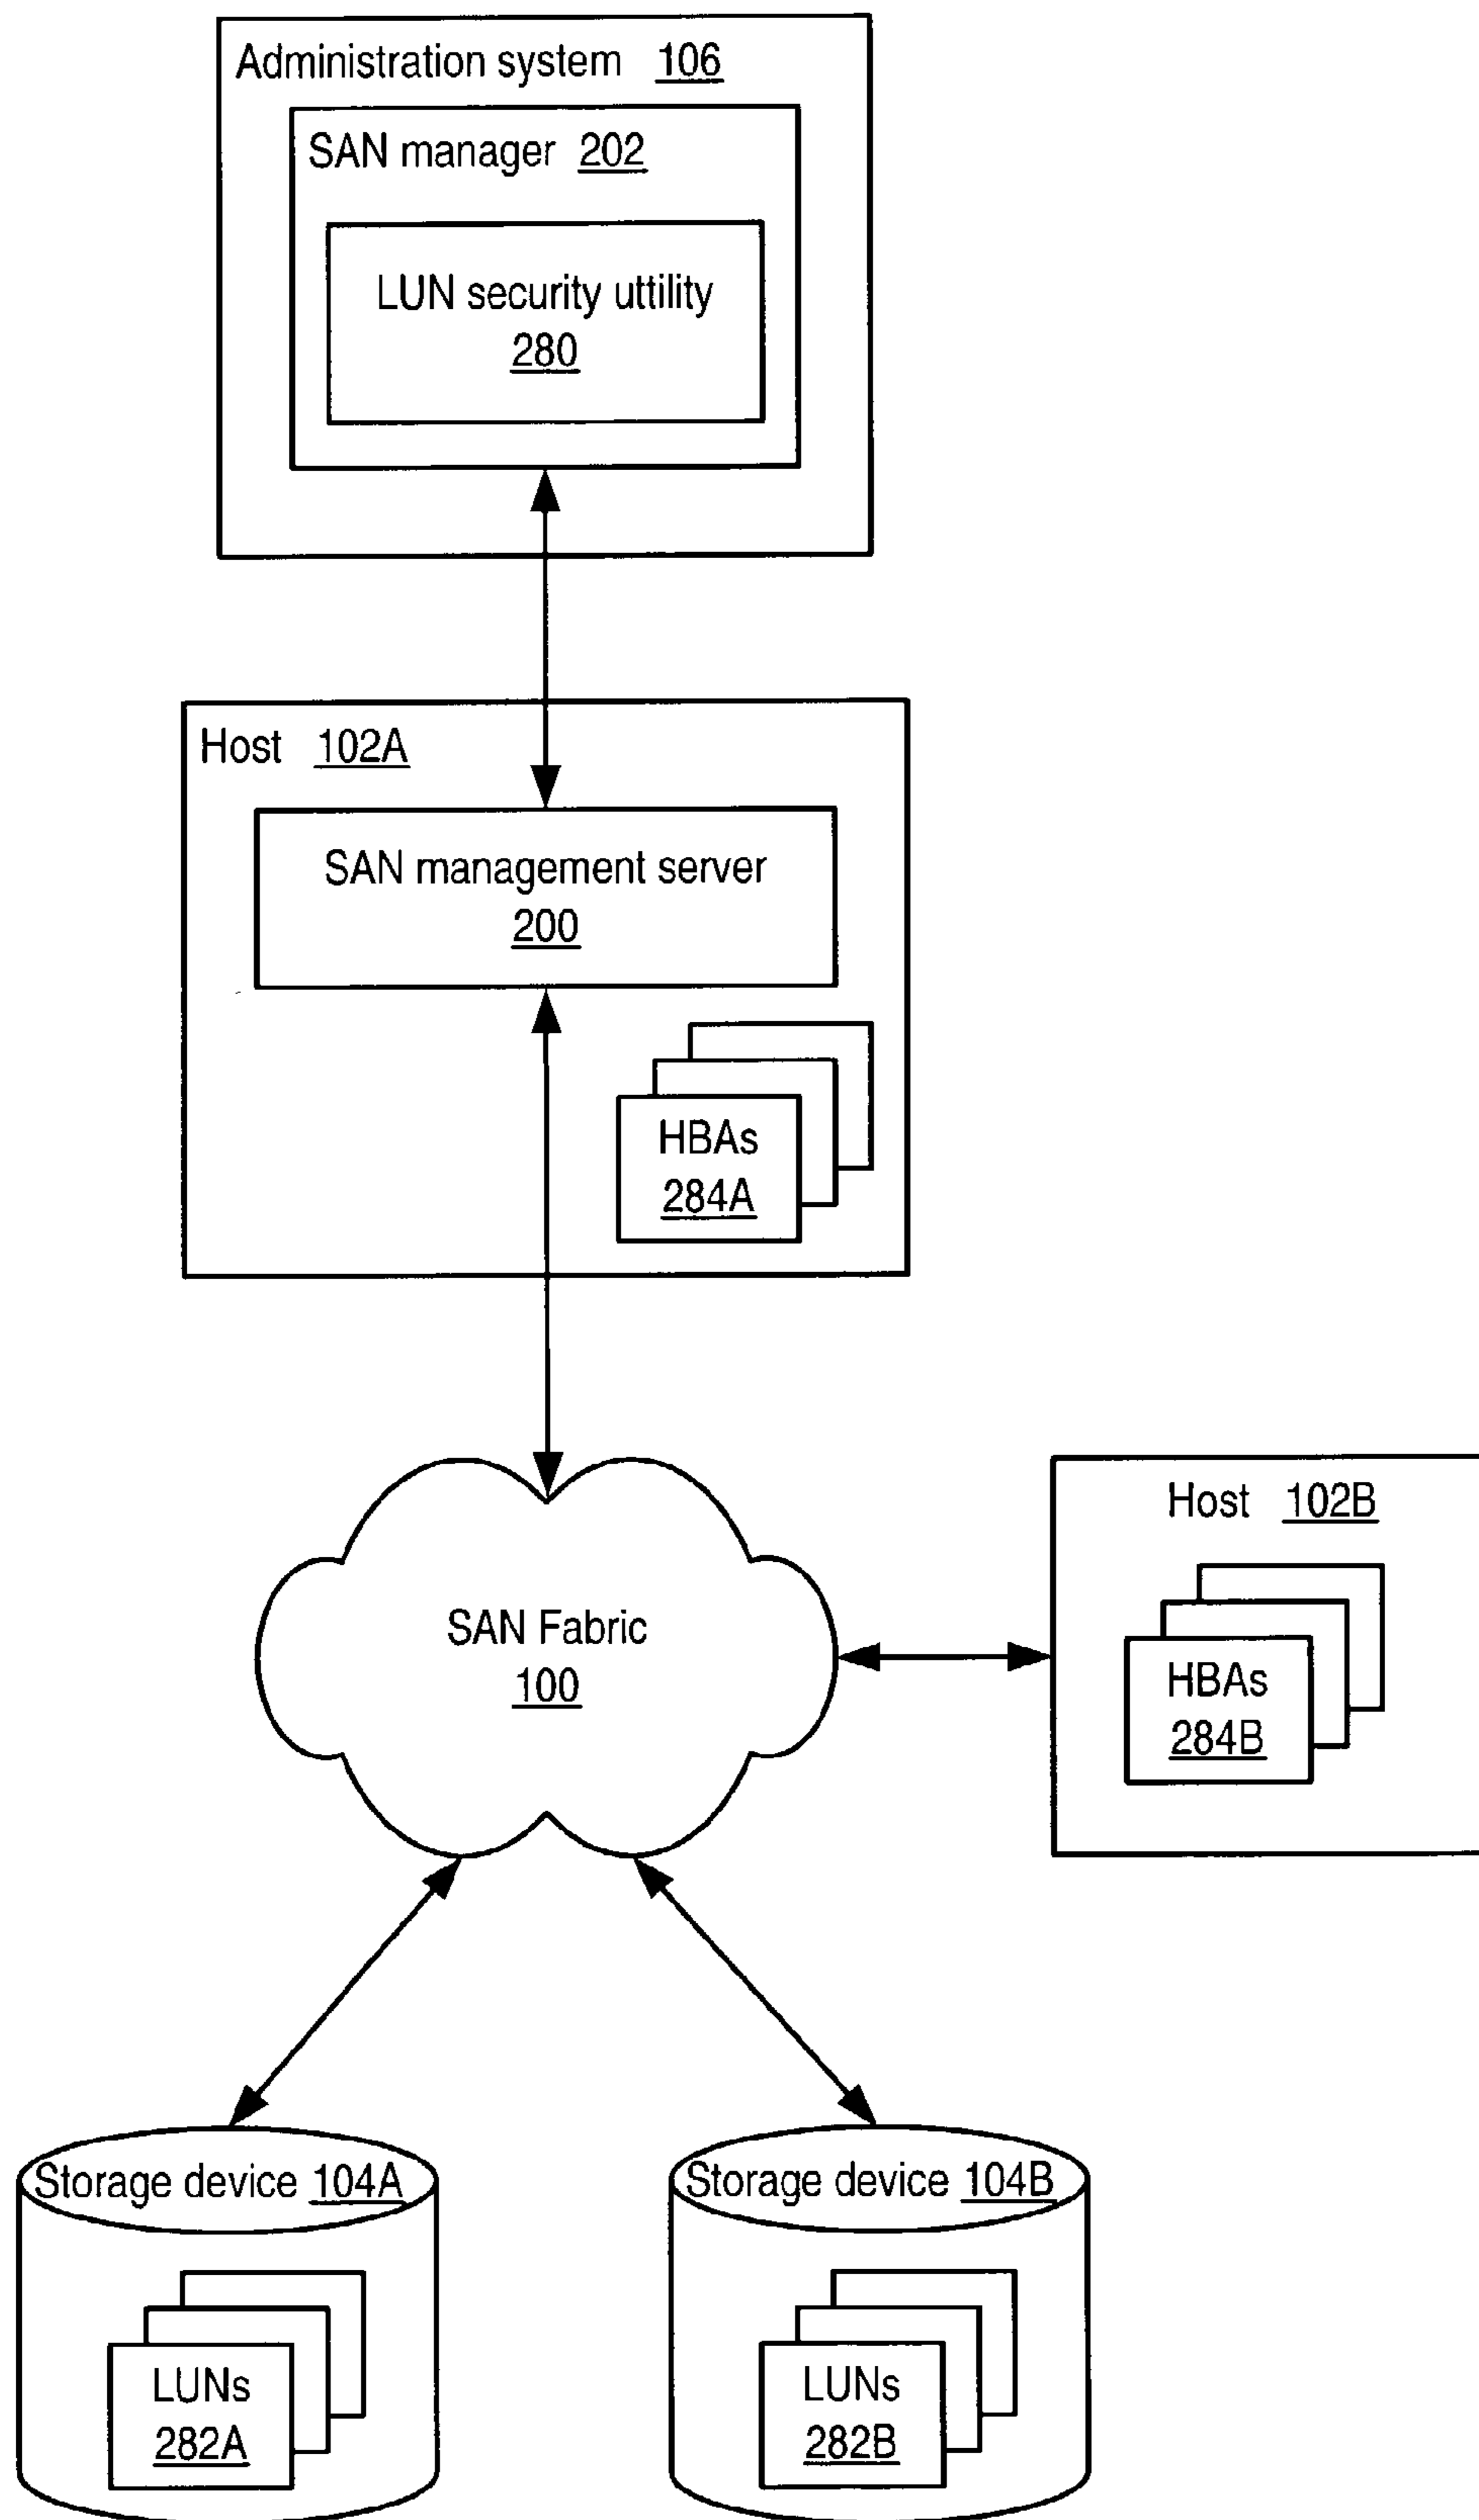 Administration system 106
SAN manager 202
LUN security uttility
280
Host 102A
SAN management server
200
HBAs
284A
Host 102B
SAN Fabric
100
HBAs
284B
Storage device 104A
Storage device 104B
LUNs
282A
LUNs
282B